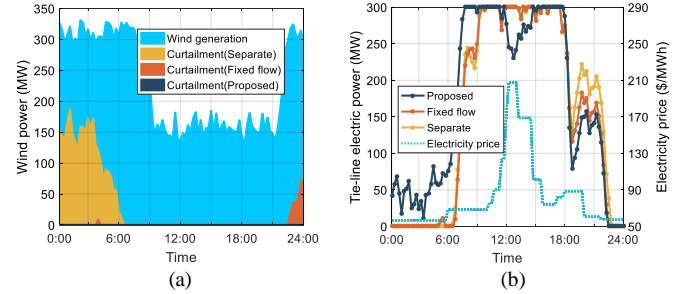 350
300
250
200
150
100
50
0
Wind power (MW)
Wind generation
Curtailment(Separate)
Curtailment(Fixed flow)
Curtailment(Proposed)
0:00 6:00 12:00 18:00 24:00
Time
(a)
300
250
200
150
100
50
0
Tie-line electric power (MW)
Proposed
Fixed flow
Separate
Electricity price
290
250
210
170
130
90
50
Electricity price ($/MWh)
0:00 6:00 12:00 18:00 24:00
Time
(b)